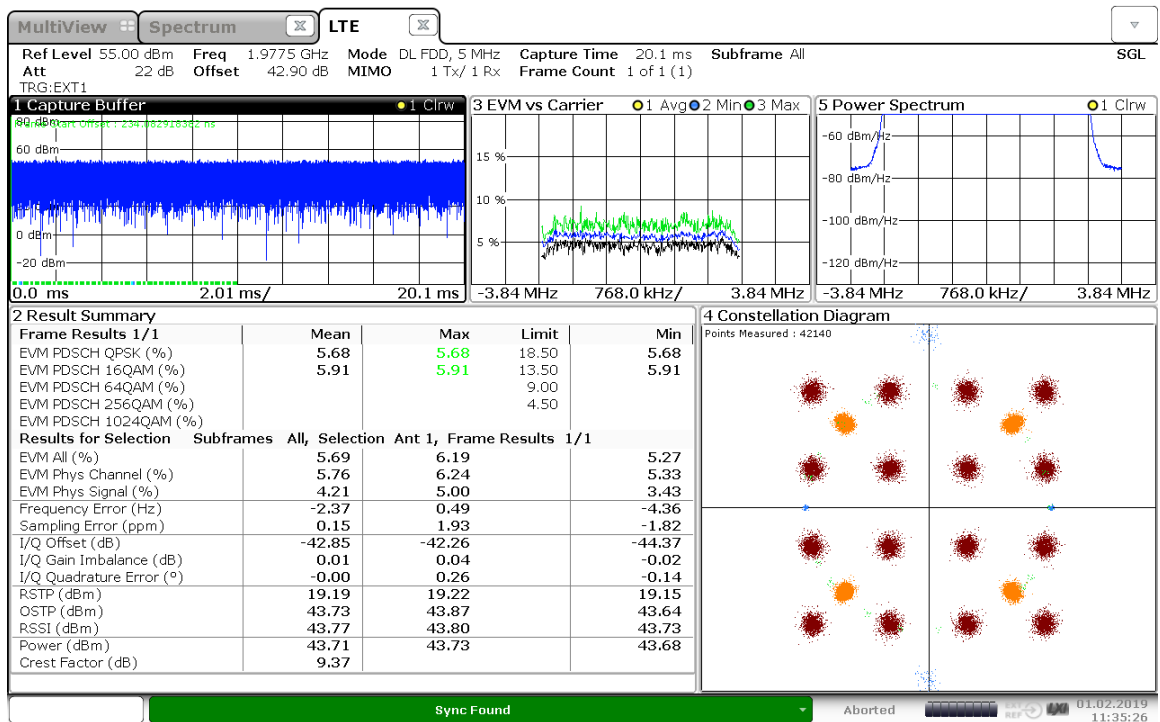 MultiView Spectrum LTE
Ref Level 55.00 dBm Freq 1.9775 GHz Mode DL FDD, 5 MHz Capture Time 20.1 ms Subframe All SGL
Att 22 dB Offset 42.90 dB MIMO 1 Tx/ 1 Rx Frame Count 1 of 1 (1)
TRG:EXT1
1 Capture Buffer 1 Clrw
80 dBm
60 dBm
0 dBm
-20 dBm
0.0 ms 2.01 ms/ 20.1 ms
3 EVM vs Carrier 1 Avg 2 Min 3 Max
15 %
10 %
5 %
-3.84 MHz 768.0 kHz/ 3.84 MHz
5 Power Spectrum 1 Clrw
-60 dBm/Hz
-80 dBm/Hz
-100 dBm/Hz
-120 dBm/Hz
-3.84 MHz 768.0 kHz/ 3.84 MHz
2 Result Summary
Frame Results 1/1 Mean Max Limit Min
EVM PDSCH QPSK (%) 5.68 5.68 18.50 5.68
EVM PDSCH 16QAM (%) 5.91 5.91 13.50 5.91
EVM PDSCH 64QAM (%) 9.00
EVM PDSCH 256QAM (%) 4.50
EVM PDSCH 1024QAM (%)
Results for Selection Subframes All, Selection Ant 1, Frame Results 1/1
EVM All (%) 5.69 6.19 5.27
EVM Phys Channel (%) 5.76 6.24 5.33
EVM Phys Signal (%) 4.21 5.00 3.43
Frequency Error (Hz) -2.37 0.49 -4.36
Sampling Error (ppm) 0.15 1.93 -1.82
I/Q Offset (dB) -42.85 -42.26 -44.37
I/Q Gain Imbalance (dB) 0.01 0.04 -0.02
I/Q Quadrature Error (°) -0.00 0.26 -0.14
RSTP (dBm) 19.19 19.22 19.15
OSTP (dBm) 43.73 43.87 43.64
RSSI (dBm) 43.77 43.80 43.73
Power (dBm) 43.71 43.73 43.68
Crest Factor (dB) 9.37
4 Constellation Diagram
Points Measured : 42140
Sync Found
Aborted
EXT
REF
01.02.2019
11:35:26